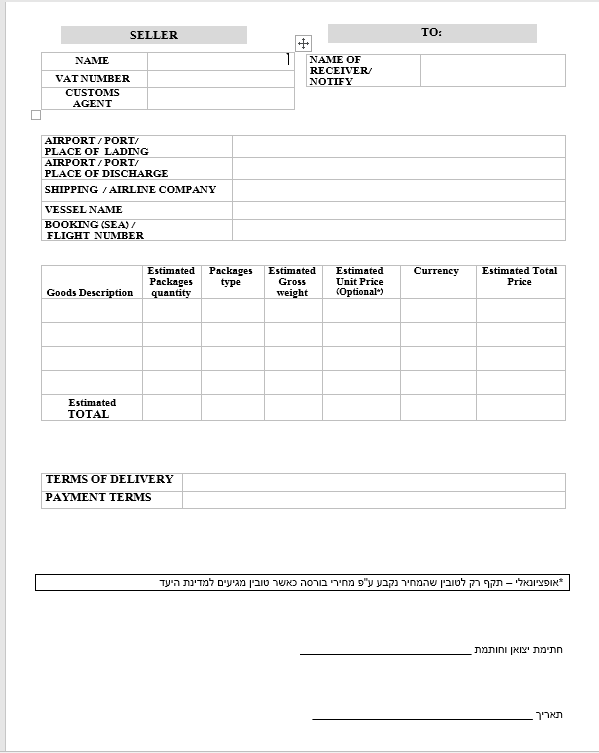 SELLER
TO:
NAME
VAT NUMBER
CUSTOMS
AGENT
NAME OF
RECEIVER/
NOTIFY
AIRPORT / PORT/
PLACE OF LADING
AIRPORT / PORT/
PLACE OF DISCHARGE
SHIPPING / AIRLINE COMPANY
VESSEL NAME
BOOKING (SEA) /
FLIGHT NUMBER
Goods Description
Estimated
Packages
quantity
Packages
type
Estimated
Gross
weight
Estimated
Unit Price
(Optional*)
Currency
Estimated Total
Price
Estimated
TOTAL
TERMS OF DELIVERY
PAYMENT TERMS
*אופציונאלי – תקף רק לטובין שהמחיר נקבע ע"פ מחירי בורסה כאשר טובין מגיעים למדינת היעד
חתימת יצואן וחותמת ____________________
תאריך ____________________